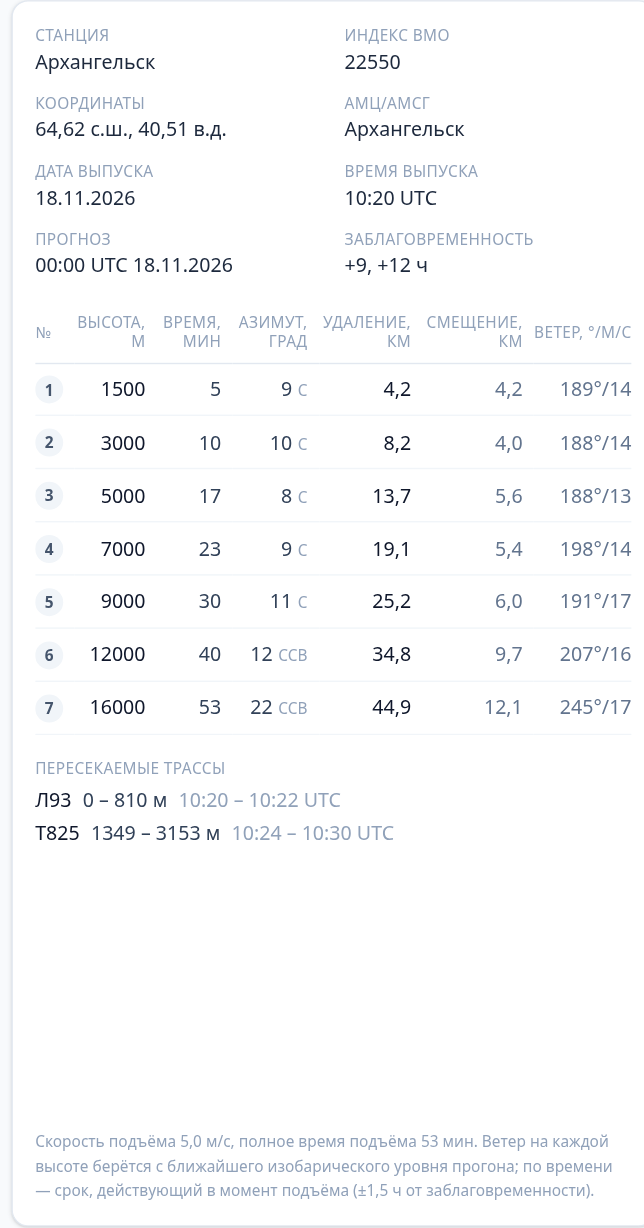 СТАНЦИЯ ИНДЕКС ВМО
Архангельск 22550
КООРДИНАТЫ АМЦ/АМСГ
64,62 с.ш., 40,51 в.д. Архангельск
ДАТА ВЫПУСКА ВРЕМЯ ВЫПУСКА
18.11.2026 10:20 UTC
ПРОГНОЗ ЗАБЛАГОВРЕМЕННОСТЬ
00:00 UTC 18.11.2026 +9, +12 ч
№ ВЫСОТА, М ВРЕМЯ, МИН АЗИМУТ, ГРАД УДАЛЕНИЕ, КМ СМЕЩЕНИЕ, КМ ВЕТЕР, °/М/С
1 1500 5 9 С 4,2 4,2 189°/14
2 3000 10 10 С 8,2 4,0 188°/14
3 5000 17 8 С 13,7 5,6 188°/13
4 7000 23 9 С 19,1 5,4 198°/14
5 9000 30 11 С 25,2 6,0 191°/17
6 12000 40 12 ССВ 34,8 9,7 207°/16
7 16000 53 22 ССВ 44,9 12,1 245°/17
ПЕРЕСЕКАЕМЫЕ ТРАССЫ
Л93 0 – 810 м 10:20 – 10:22 UTC
Т825 1349 – 3153 м 10:24 – 10:30 UTC
Скорость подъёма 5,0 м/с, полное время подъёма 53 мин. Ветер на каждой
высоте берётся с ближайшего изобарического уровня прогона; по времени
— срок, действующий в момент подъёма (±1,5 ч от заблаговременности).